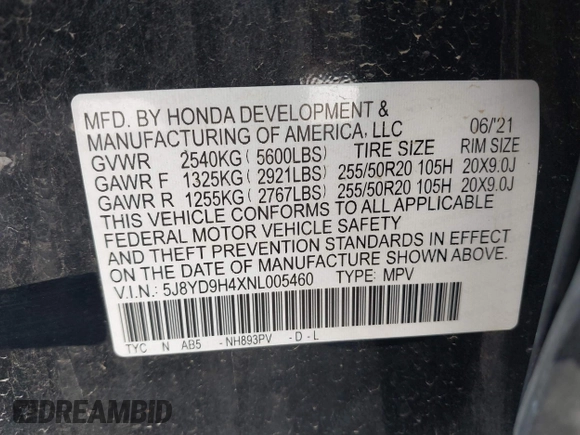 MFD. BY HONDA DEVELOPMENT &
MANUFACTURING OF AMERICA, LLC 06/'21
GVWR 2540KG ( 5600LBS) TIRE SIZE RIM SIZE
GAWR F 1325KG ( 2921LBS) 255/50R20 105H 20X9.0J
GAWR R 1255KG ( 2767LBS) 255/50R20 105H 20X9.0J
THIS VEHICLE CONFORMS TO ALL APPLICABLE
FEDERAL MOTOR VEHICLE SAFETY
AND THEFT PREVENTION STANDARDS IN EFFECT
ON THE DATE OF MANUFACTURE SHOWN ABOVE.
V.I.N.: 5J8YD9H4XNL005460 TYPE: MPV
TYC N AB5 - NH893PV - D - L
DREAMBID